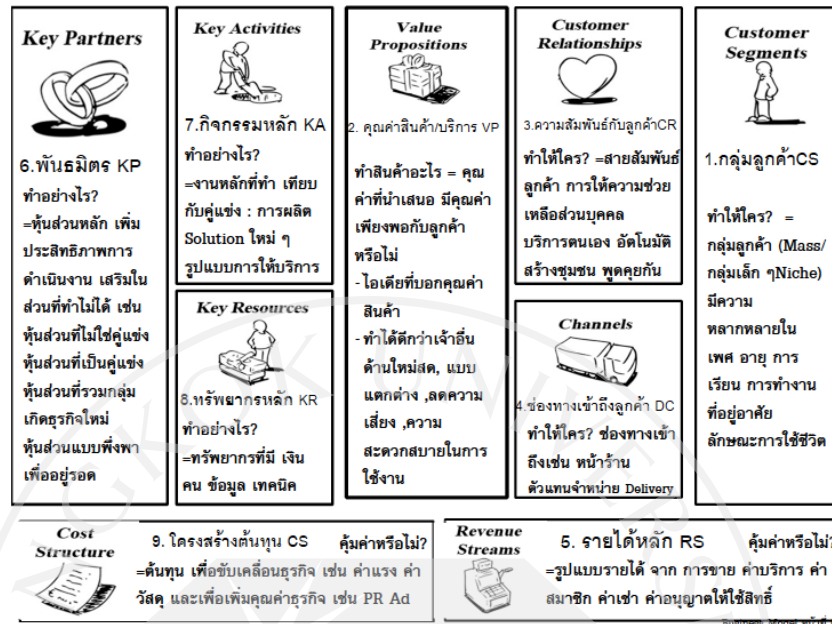 Key Partners
6.พันธมิตร KP
ทำอย่างไร?
=หุ้นส่วนหลัก เพิ่ม
ประสิทธิภาพการ
ดำเนินงาน เสริมใน
ส่วนที่ทำไม่ได้ เช่น
หุ้นส่วนที่ไม่ใช่คู่แข่ง
หุ้นส่วนที่เป็นคู่แข่ง
หุ้นส่วนที่รวมกลุ่ม
เกิดธุรกิจใหม่
หุ้นส่วนแบบพึ่งพา
เพื่ออยู่รอด
Key Activities
7.กิจกรรมหลัก KA
ทำอย่างไร?
=งานหลักที่ทำ เทียบ
กับคู่แข่ง : การผลิต
Solution ใหม่ ๆ
รูปแบบการให้บริการ
Key Resources
8.ทรัพยากรหลัก KR
ทำอย่างไร?
=ทรัพยากรที่มี เงิน
คน ข้อมูล เทคนิค
Value
Propositions
2. คุณค่าสินค้า/บริการ VP
ทำสินค้าอะไร = คุณ
ค่าที่นำเสนอ มีคุณค่า
เพียงพอกับลูกค้า
หรือไม่
- ไอเดียที่บอกคุณค่า
สินค้า
- ทำได้ดีกว่าเจ้าอื่น
ด้านใหม่สด, แบบ
แตกต่าง ,ลดความ
เสี่ยง ,ความ
สะดวกสบายในการ
ใช้งาน
Customer
Relationships
3.ความสัมพันธ์กับลูกค้าCR
ทำให้ใคร? =สายสัมพันธ์
ลูกค้า การให้ความช่วย
เหลือส่วนบุคคล
บริการตนเอง อัตโนมัติ
สร้างชุมชน พูดคุยกัน
Channels
4.ช่องทางเข้าถึงลูกค้า DC
ทำให้ใคร? ช่องทางเข้า
ถึงเช่น หน้าร้าน
ตัวแทนจำหน่าย Delivery
Customer
Segments
1.กลุ่มลูกค้าCS
ทำให้ใคร? =
กลุ่มลูกค้า (Mass/
กลุ่มเล็ก ๆNiche)
มีความ
หลากหลายใน
เพศ อายุ การ
เรียน การทำงาน
ที่อยู่อาศัย
ลักษณะการใช้ชีวิต
Cost
Structure
9. โครงสร้างต้นทุน CS คุ้มค่าหรือไม่?
=ต้นทุน เพื่อขับเคลื่อนธุรกิจ เช่น ค่าแรง ค่า
วัสดุ และเพื่อเพิ่มคุณค่าธุรกิจ เช่น PR Ad
Revenue
Streams
5. รายได้หลัก RS คุ้มค่าหรือไม่?
=รูปแบบรายได้ จาก การขาย ค่าบริการ ค่า
สมาชิก ค่าเช่า ค่าอนุญาตให้ใช้สิทธิ์